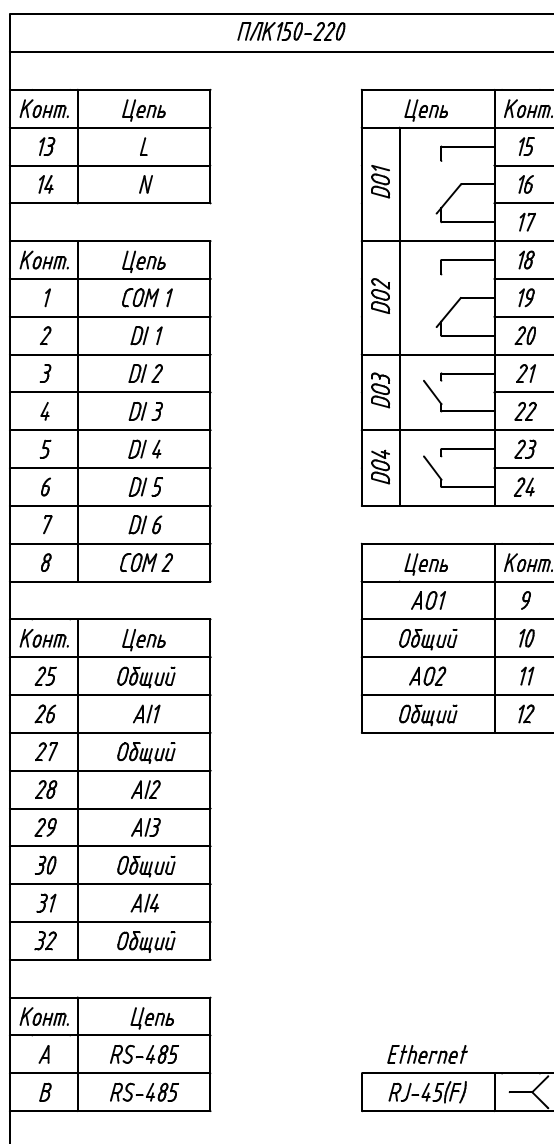 ПЛК150-220
Конт. Цепь
13 L
14 N
Конт. Цепь
1 COM 1
2 DI 1
3 DI 2
4 DI 3
5 DI 4
6 DI 5
7 DI 6
8 COM 2
Конт. Цепь
25 Общий
26 AI1
27 Общий
28 AI2
29 AI3
30 Общий
31 AI4
32 Общий
Конт. Цепь
A RS-485
B RS-485
Цепь Конт.
DO1
15
16
17
DO2
18
19
20
DO3
21
22
DO4
23
24
Цепь Конт.
AO1 9
Общий 10
AO2 11
Общий 12
Ethernet
RJ-45(F)